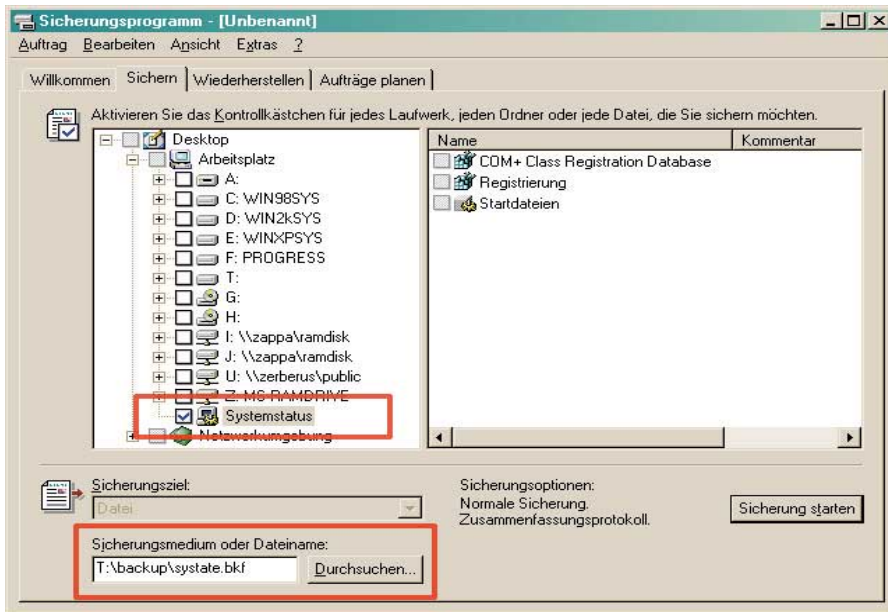 Sicherungsprogramm - [Unbenannt]
Auftrag Bearbeiten Ansicht Extras ?
Willkommen Sichern Wiederherstellen Aufträge planen
Aktivieren Sie das Kontrollkästchen für jedes Laufwerk, jeden Ordner oder jede Datei, die Sie sichern möchten.
Desktop
Arbeitsplatz
A:
C: WIN98SYS
D: WIN2kSYS
E: WINXPSYS
F: PROGRESS
T:
G:
H:
I: \\zappa\ramdisk
J: \\zappa\ramdisk
U: \\zerberus\public
Z: MS-RAMDRIVE
Systemstatus
Netzwerkumgebung
Name Kommentar
COM+ Class Registration Database
Registrierung
Startdateien
Sicherungsziel:
Datei
Sicherungsmedium oder Dateiname:
T:\backup\systate.bkf Durchsuchen...
Sicherungsoptionen:
Normale Sicherung.
Zusammenfassungsprotokoll.
Sicherung starten